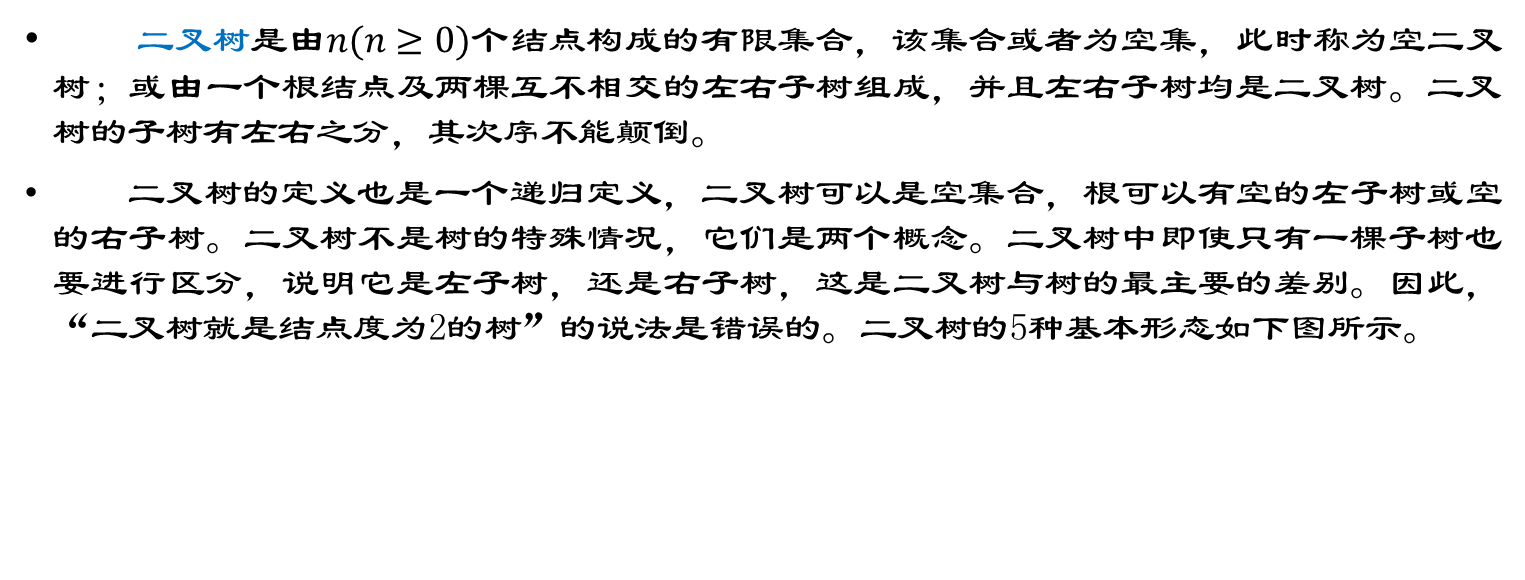 • 二叉树是由n(n ≥ 0)个结点构成的有限集合，该集合或者为空集，此时称为空二叉
树；或由一个根结点及两棵互不相交的左右子树组成，并且左右子树均是二叉树。二叉
树的子树有左右之分，其次序不能颠倒。
• 二叉树的定义也是一个递归定义，二叉树可以是空集合，根可以有空的左子树或空
的右子树。二叉树不是树的特殊情况，它们是两个概念。二叉树中即使只有一棵子树也
要进行区分，说明它是左子树，还是右子树，这是二叉树与树的最主要的差别。因此，
“二叉树就是结点度为2的树”的说法是错误的。二叉树的5种基本形态如下图所示。